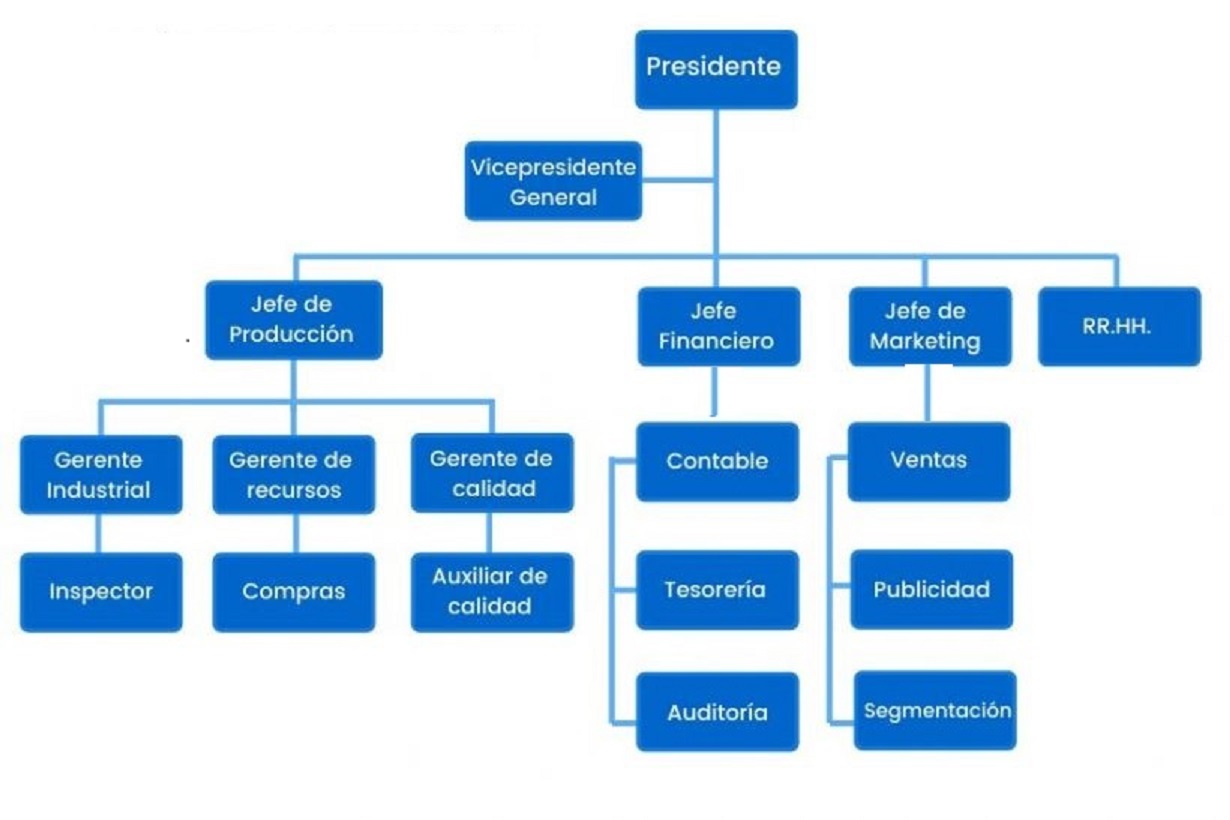 Presidente
Vicepresidente
General
Jefe de
Producción
Jefe
Financiero
Jefe de
Marketing
RR.HH.
Gerente
Industrial
Gerente de
recursos
Gerente de
calidad
Contable
Ventas
Inspector
Compras
Auxiliar de
calidad
Tesorería
Publicidad
Auditoría
Segmentación